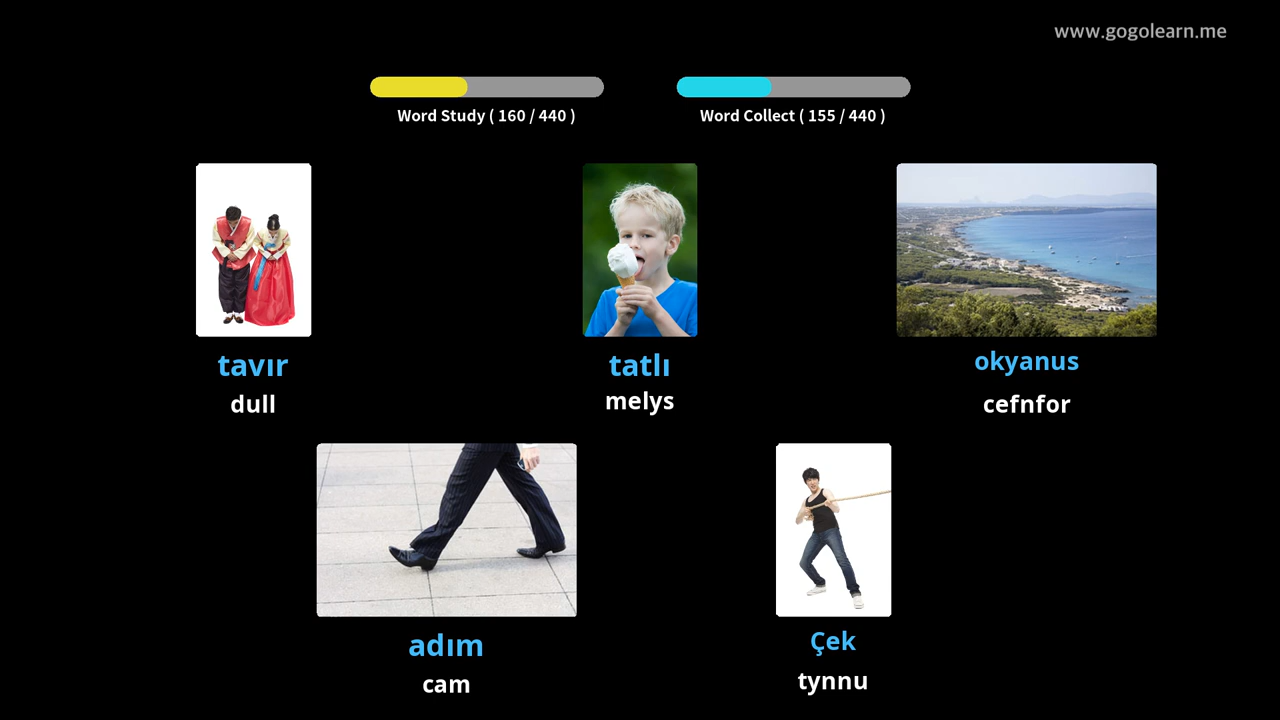 www.gogolearn.me
Word Study ( 160 / 440 )
Word Collect ( 155 / 440 )
tavır
dull
tatlı
melys
okyanus
cefnfor
adım
cam
Çek
tynnu